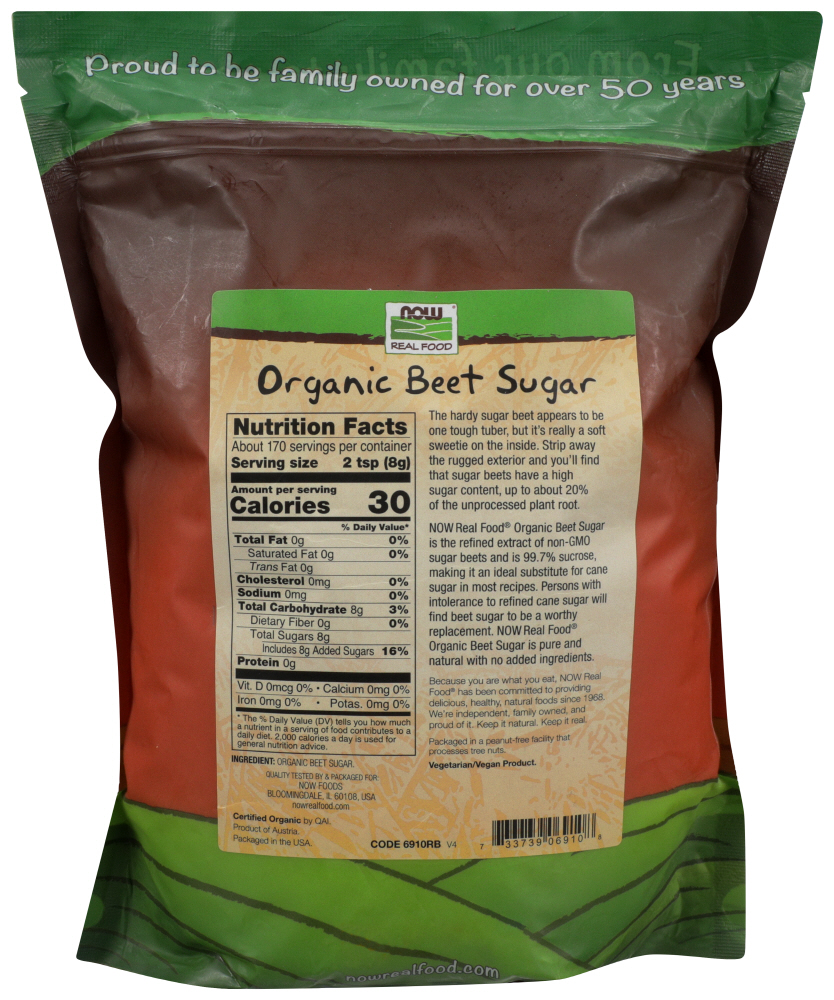 Proud to be family owned for over 50 years
NOW
REAL FOOD
Organic Beet Sugar
Nutrition Facts
About 170 servings per container
Serving size 2 tsp (8g)
Amount per serving
Calories 30
% Daily Value*
Total Fat 0g 0%
Saturated Fat 0g 0%
Trans Fat 0g
Cholesterol 0mg 0%
Sodium 0mg 0%
Total Carbohydrate 8g 3%
Dietary Fiber 0g 0%
Total Sugars 8g
Includes 8g Added Sugars 16%
Protein 0g
Vit. D 0mcg 0% • Calcium 0mg 0%
Iron 0mg 0% • Potas. 0mg 0%
* The % Daily Value (DV) tells you how much
a nutrient in a serving of food contributes to a
daily diet. 2,000 calories a day is used for
general nutrition advice.
INGREDIENT: ORGANIC BEET SUGAR.
QUALITY TESTED BY & PACKAGED FOR
NOW FOODS
BLOOMINGDALE, IL 60108, USA
nowrealfood.com
Certified Organic by QAI.
Product of Austria.
Packaged in the USA.
CODE 6910RB V4
The hardy sugar beet appears to be
one tough tuber, but it's really a soft
sweetie on the inside. Strip away
the rugged exterior and you'll find
that sugar beets have a high
sugar content, up to about 20%
of the unprocessed plant root.
NOW Real Food® Organic Beet Sugar
is the refined extract of non-GMO
sugar beets and is 99.7% sucrose,
making it an ideal substitute for cane
sugar in most recipes. Persons with
intolerance to refined cane sugar will
find beet sugar to be a worthy
replacement. NOW Real Food®
Organic Beet Sugar is pure and
natural with no added ingredients.
Because you are what you eat, NOW Real
Food® has been committed to providing
delicious, healthy, natural foods since 1968.
We're independent, family owned, and
proud of it. Keep it natural. Keep it real.
Packaged in a peanut-free facility that
processes tree nuts.
Vegetarian/Vegan Product.
7 33739 06910 8
nowrealfood.com